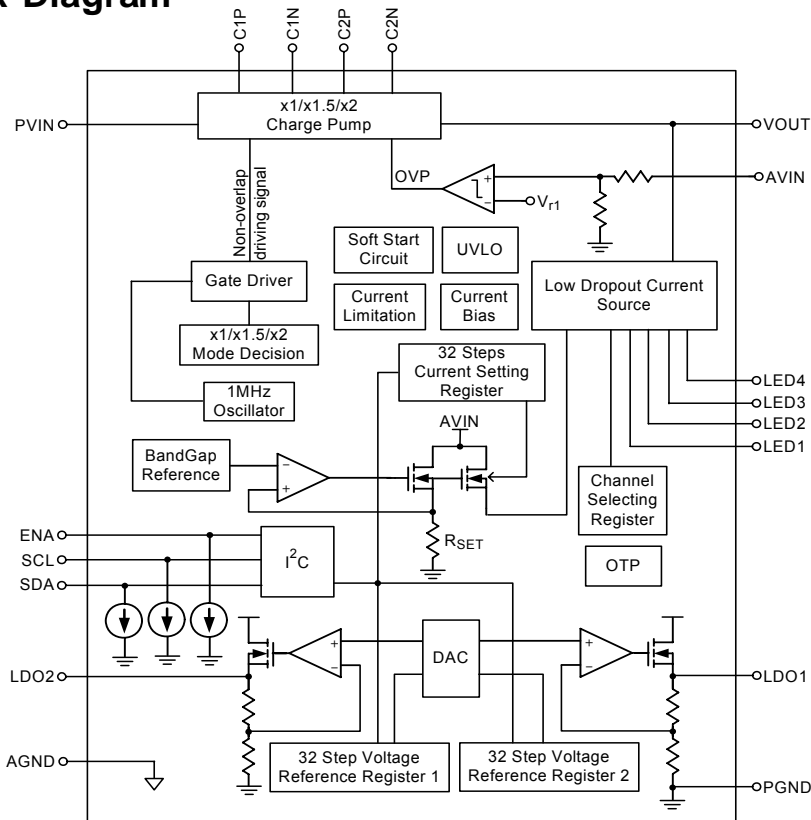 Diagram
C1P
C1N
C2P
C2N
x1/x1.5/x2
Charge Pump
PVIN
VOUT
OVP
AVIN
Vr1
Non-overlap
driving signal
Soft Start
Circuit
UVLO
Gate Driver
Low Dropout Current
Source
Current
Limitation
Current
Bias
x1/x1.5/x2
Mode Decision
32 Steps
Current Setting
Register
1MHz
Oscillator
LED4
LED3
LED2
LED1
AVIN
BandGap
Reference
−
+
+
−
Channel
Selecting
Register
ENA
SCL
SDA
I²C
RSET
OTP
DAC
+
−
+
−
LDO2
LDO1
AGND
32 Step Voltage
Reference Register 1
32 Step Voltage
Reference Register 2
PGND